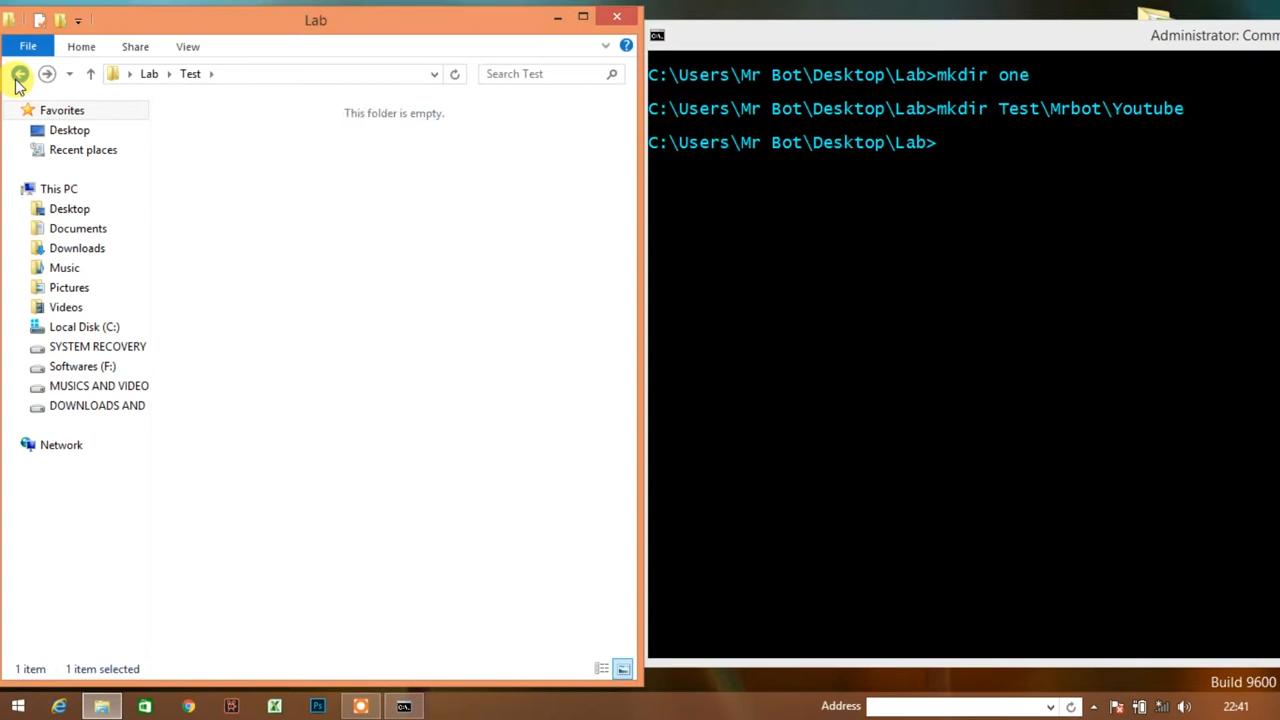 Lab
File
Home
Share
View
Lab
Test
Search Test
Favorites
This folder is empty.
Desktop
Recent places
This PC
Desktop
Documents
Downloads
Music
Pictures
Videos
Local Disk (C:)
SYSTEM RECOVERY
Softwares (F:)
MUSICS AND VIDEO
DOWNLOADS AND
Network
1 item
1 item selected
Administrator: Comm
C:\Users\Mr Bot\Desktop\Lab>mkdir one
C:\Users\Mr Bot\Desktop\Lab>mkdir Test\Mrbot\Youtube
C:\Users\Mr Bot\Desktop\Lab>
Build 9600
Address
22:41